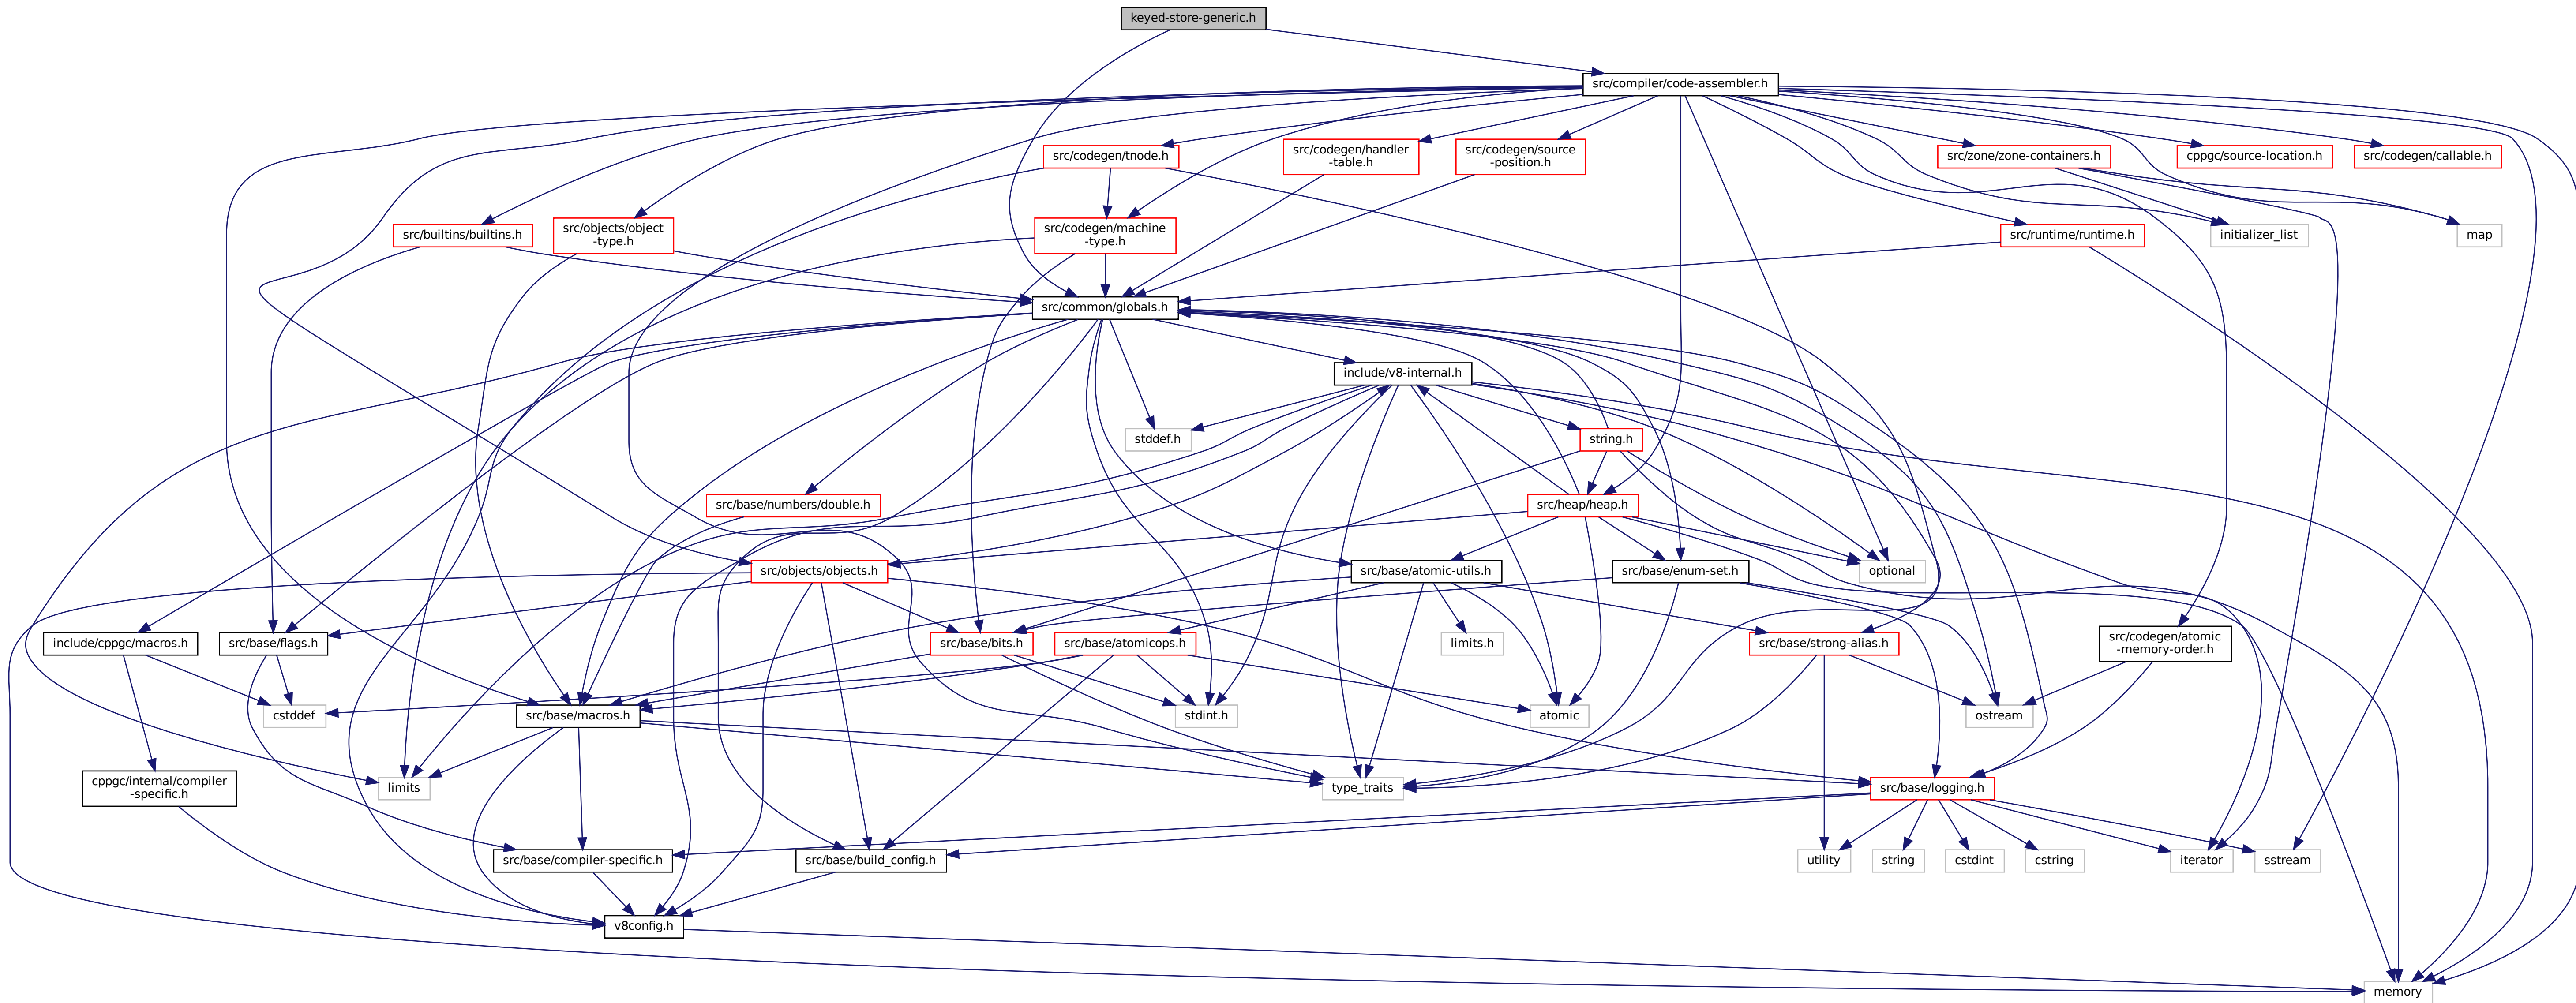 keyed-store-generic.h
src/compiler/code-assembler.h
src/codegen/tnode.h
src/codegen/handler
-table.h
src/codegen/source
-position.h
src/zone/zone-containers.h
cppgc/source-location.h
src/codegen/callable.h
src/builtins/builtins.h
src/objects/object
-type.h
src/codegen/machine
-type.h
src/runtime/runtime.h
initializer_list
map
src/common/globals.h
include/v8-internal.h
stddef.h
string.h
src/base/numbers/double.h
src/heap/heap.h
src/objects/objects.h
src/base/atomic-utils.h
src/base/enum-set.h
optional
include/cppgc/macros.h
src/base/flags.h
src/base/bits.h
src/base/atomicops.h
limits.h
src/base/strong-alias.h
src/codegen/atomic
-memory-order.h
cstddef
src/base/macros.h
stdint.h
atomic
ostream
cppgc/internal/compiler
-specific.h
limits
type_traits
src/base/logging.h
src/base/compiler-specific.h
src/base/build_config.h
utility
string
cstdint
cstring
iterator
sstream
v8config.h
memory